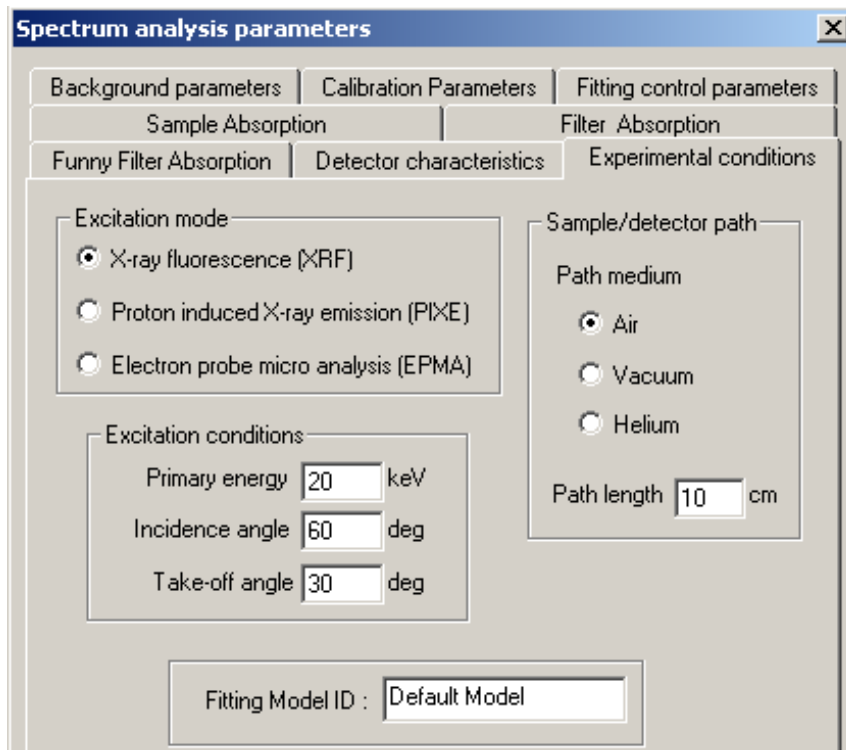 Spectrum analysis parameters
Background parameters
Calibration Parameters
Fitting control parameters
Sample Absorption
Filter Absorption
Funny Filter Absorption
Detector characteristics
Experimental conditions
Excitation mode
X-ray fluorescence (XRF)
Proton induced X-ray emission (PIXE)
Electron probe micro analysis (EPMA)
Sample/detector path
Path medium
Air
Vacuum
Helium
Path length 10 cm
Excitation conditions
Primary energy 20 keV
Incidence angle 60 deg
Take-off angle 30 deg
Fitting Model ID : Default Model